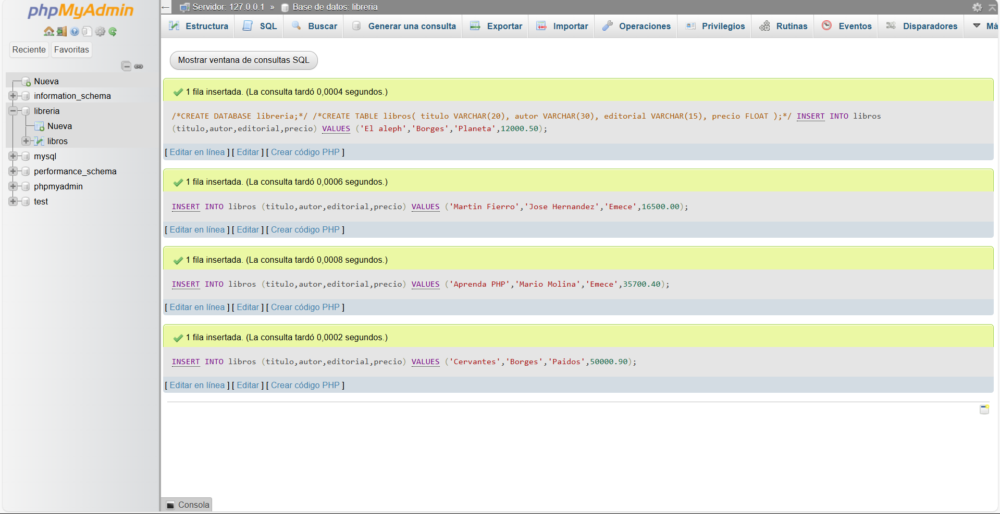 phpMyAdmin
Reciente Favoritas
Nueva
information_schema
libreria
Nueva
libros
mysql
performance_schema
phpmyadmin
test
← Servidor: 127.0.0.1 » Base de datos: libreria
Estructura SQL Buscar Generar una consulta Exportar Importar Operaciones Privilegios Rutinas Eventos Disparadores Má
Mostrar ventana de consultas SQL
1 fila insertada. (La consulta tardó 0,0004 segundos.)
/*CREATE DATABASE libreria;*/ /*CREATE TABLE libros( titulo VARCHAR(20), autor VARCHAR(30), editorial VARCHAR(15), precio FLOAT );*/ INSERT INTO libros
(titulo,autor,editorial,precio) VALUES ('El aleph','Borges','Planeta',12000.50);
[ Editar en línea ] [ Editar ] [ Crear código PHP ]
1 fila insertada. (La consulta tardó 0,0006 segundos.)
INSERT INTO libros (titulo,autor,editorial,precio) VALUES ('Martin Fierro','Jose Hernandez','Emece',16500.00);
[ Editar en línea ] [ Editar ] [ Crear código PHP ]
1 fila insertada. (La consulta tardó 0,0008 segundos.)
INSERT INTO libros (titulo,autor,editorial,precio) VALUES ('Aprenda PHP','Mario Molina','Emece',35700.40);
[ Editar en línea ] [ Editar ] [ Crear código PHP ]
1 fila insertada. (La consulta tardó 0,0002 segundos.)
INSERT INTO libros (titulo,autor,editorial,precio) VALUES ('Cervantes','Borges','Paidos',50000.90);
[ Editar en línea ] [ Editar ] [ Crear código PHP ]
Consola